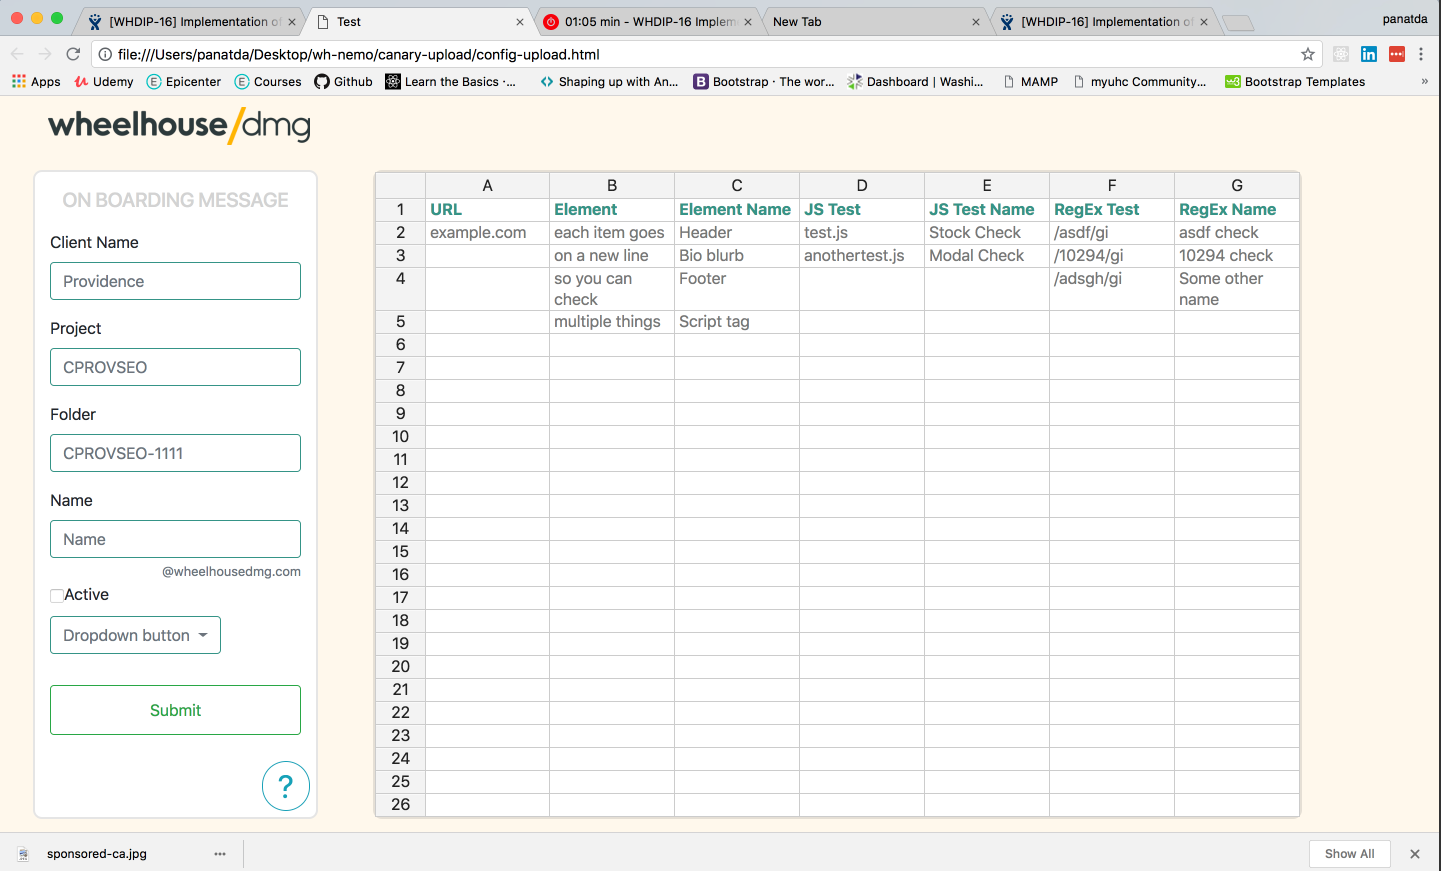 [WHDIP-16] Implementation of
Test
01:05 min - WHDIP-16 Implem
New Tab
[WHDIP-16] Implementation of
panatda
file:///Users/panatda/Desktop/wh-nemo/canary-upload/config-upload.html
Apps
Udemy
Epicenter
Courses
Github
Learn the Basics ·...
Shaping up with An...
Bootstrap · The wor...
Dashboard | Washi...
MAMP
myuhc Community...
Bootstrap Templates
»
wheelhouse/dmg
ON BOARDING MESSAGE
Client Name
Providence
Project
CPROVSEO
Folder
CPROVSEO-1111
Name
Name
@wheelhousedmg.com
Active
Dropdown button
Submit
?
A B C D E F G
1 URL Element Element Name JS Test JS Test Name RegEx Test RegEx Name
2 example.com each item goes Header test.js Stock Check /asdf/gi asdf check
3 on a new line Bio blurb anothertest.js Modal Check /10294/gi 10294 check
4 so you can check Footer /adsgh/gi Some other name
5 multiple things Script tag
6
7
8
9
10
11
12
13
14
15
16
17
18
19
20
21
22
23
24
25
26
sponsored-ca.jpg
Show All